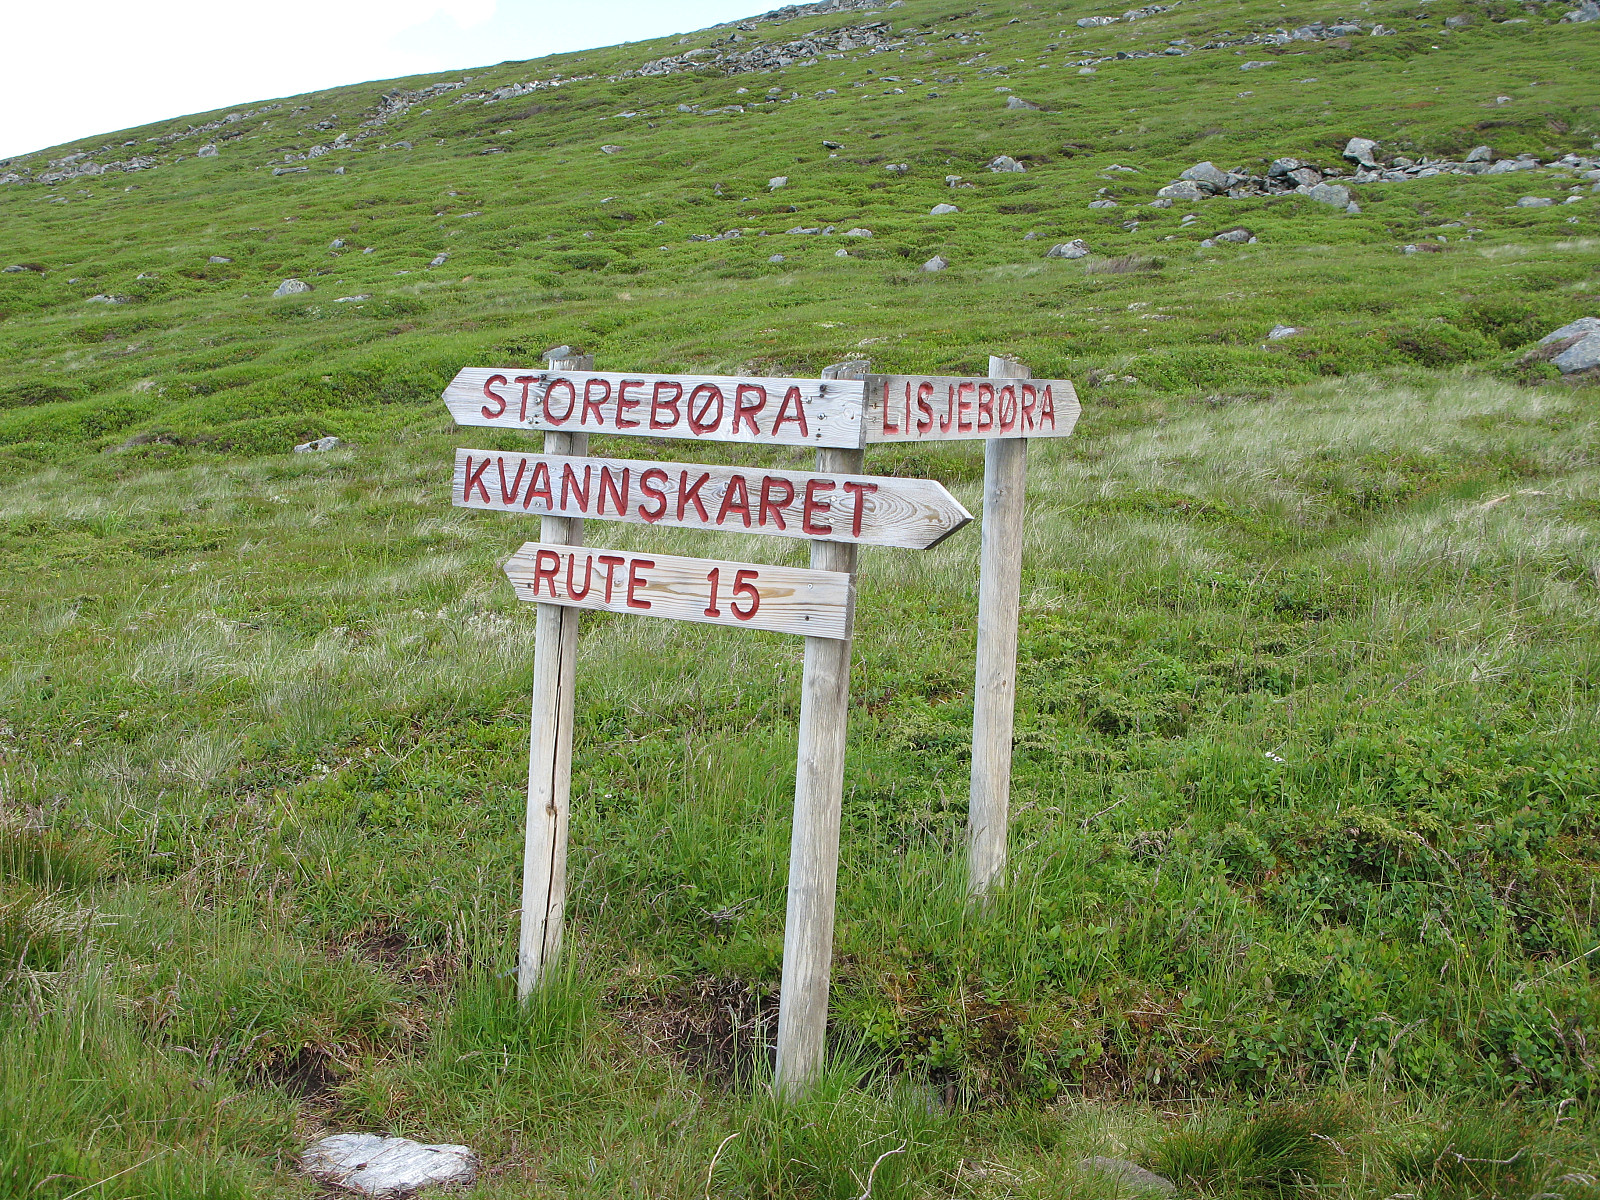 STOREBØRA
LISJEBØRA
KVANNSKARET
RUTE 15